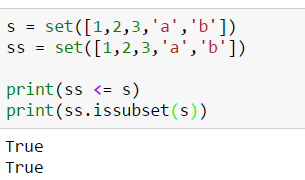 s = set([1,2,3,'a','b'])
ss = set([1,2,3,'a','b'])
print(ss <= s)
print(ss.issubset(s))
True
True